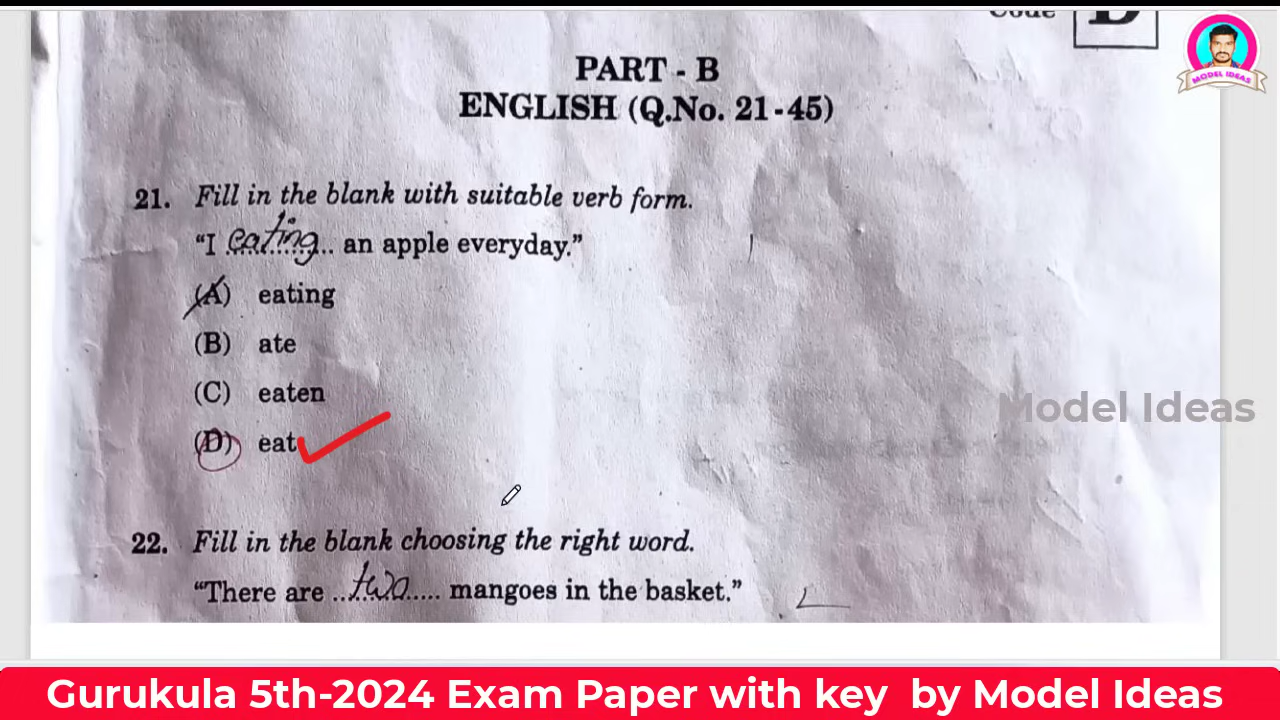 Code D
MODEL IDEAS
PART - B
ENGLISH (Q.No. 21-45)
21. Fill in the blank with suitable verb form.
"I eating an apple everyday."
(A) eating
(B) ate
(C) eaten
Model Ideas
(D) eat
22. Fill in the blank choosing the right word.
"There are two mangoes in the basket."
Gurukula 5th-2024 Exam Paper with key by Model Ideas